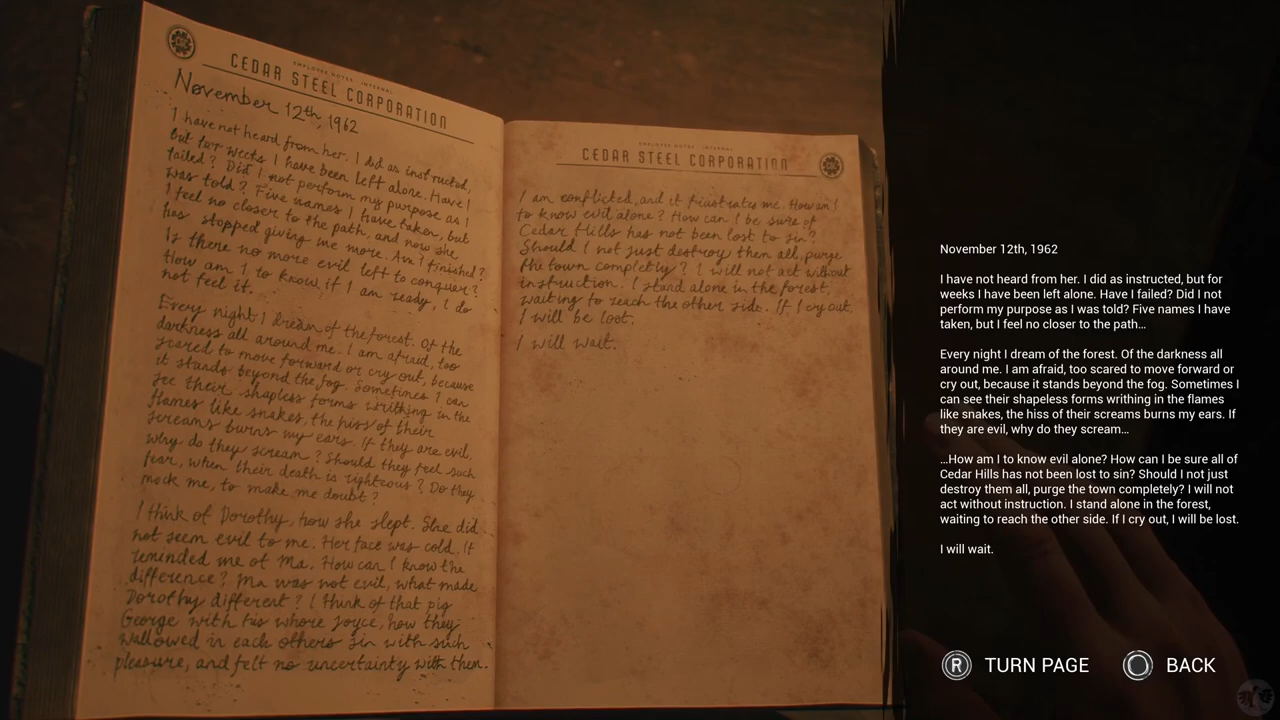 EMPLOYEE NOTES - INTERNAL
CEDAR STEEL CORPORATION
November 12th, 1962
I have not heard from her. I did as instructed,
but for weeks I have been left alone. Have I
failed? Did I not perform my purpose as I
was told? Five names I have taken, but
I feel no closer to the path, and now she
has stopped giving me more. Am I finished?
Is there no more evil left to conquer?
How am I to know if I am ready, I do
not feel it.
Every night I dream of the forest. Of the
darkness all around me. I am afraid, too
scared to move forward or cry out, because
it stands beyond the fog. Sometimes I can
see their shapless forms writhing in the
flames like snakes, the hiss of their
screams burns my ears. If they are evil,
why do they scream? Should they feel such
fear, when their death is righteous? Do they
mock me, to make me doubt?
I think of Dorothy, how she slept. She did
not seem evil to me. Her face was cold. It
reminded me of Ma. How can I know the
difference? Ma was not evil, what made
Dorothy different? I think of that pig
George with his whore Joyce, how they
wallowed in each others sin with such
pleasure, and felt no uncertainty with them.
EMPLOYEE NOTES - INTERNAL
CEDAR STEEL CORPORATION
I am conflicted, and it frustrates me. How am I
to know evil alone? How can I be sure of
Cedar Hills has not been lost to sin?
Should I not just destroy them all, purge
the town completly? I will not act without
instruction. I stand alone in the forest,
waiting to reach the other side. If I cry out,
I will be lost.
I will wait.
November 12th, 1962
I have not heard from her. I did as instructed, but for
weeks I have been left alone. Have I failed? Did I not
perform my purpose as I was told? Five names I have
taken, but I feel no closer to the path…
Every night I dream of the forest. Of the darkness all
around me. I am afraid, too scared to move forward or
cry out, because it stands beyond the fog. Sometimes I
can see their shapeless forms writhing in the flames
like snakes, the hiss of their screams burns my ears. If
they are evil, why do they scream…
…How am I to know evil alone? How can I be sure all of
Cedar Hills has not been lost to sin? Should I not just
destroy them all, purge the town completely? I will not
act without instruction. I stand alone in the forest,
waiting to reach the other side. If I cry out, I will be lost.
I will wait.
R TURN PAGE
BACK